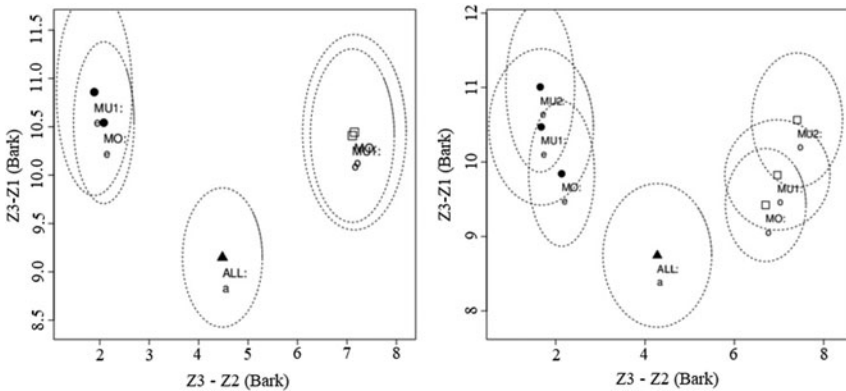 11.5
11.0
10.5
10.0
9.5
9.0
8.5
Z3-Z1 (Bark)
MU1:
e
MO:
e
MO:
MU1:
o
o
ALL:
a
2 3 4 5 6 7 8
Z3 - Z2 (Bark)
12
11
10
9
8
Z3-Z1 (Bark)
MU2:
e
MU1:
e
MO:
e
MU2:
o
MU1:
o
MO:
o
ALL:
a
2 4 6 8
Z3 - Z2 (Bark)